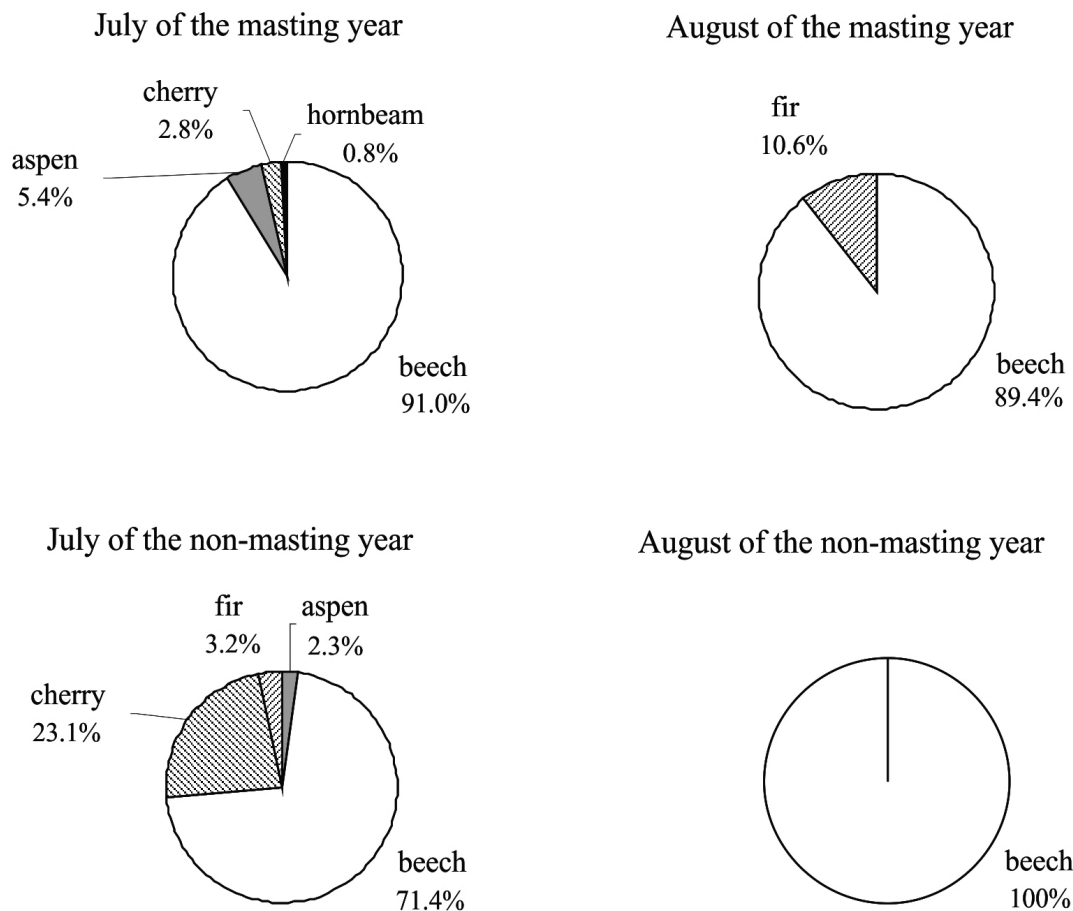 July of the masting year
cherry
2.8%
hornbeam
0.8%
aspen
5.4%
beech
91.0%
August of the masting year
fir
10.6%
beech
89.4%
July of the non-masting year
fir
3.2%
aspen
2.3%
cherry
23.1%
beech
71.4%
August of the non-masting year
beech
100%